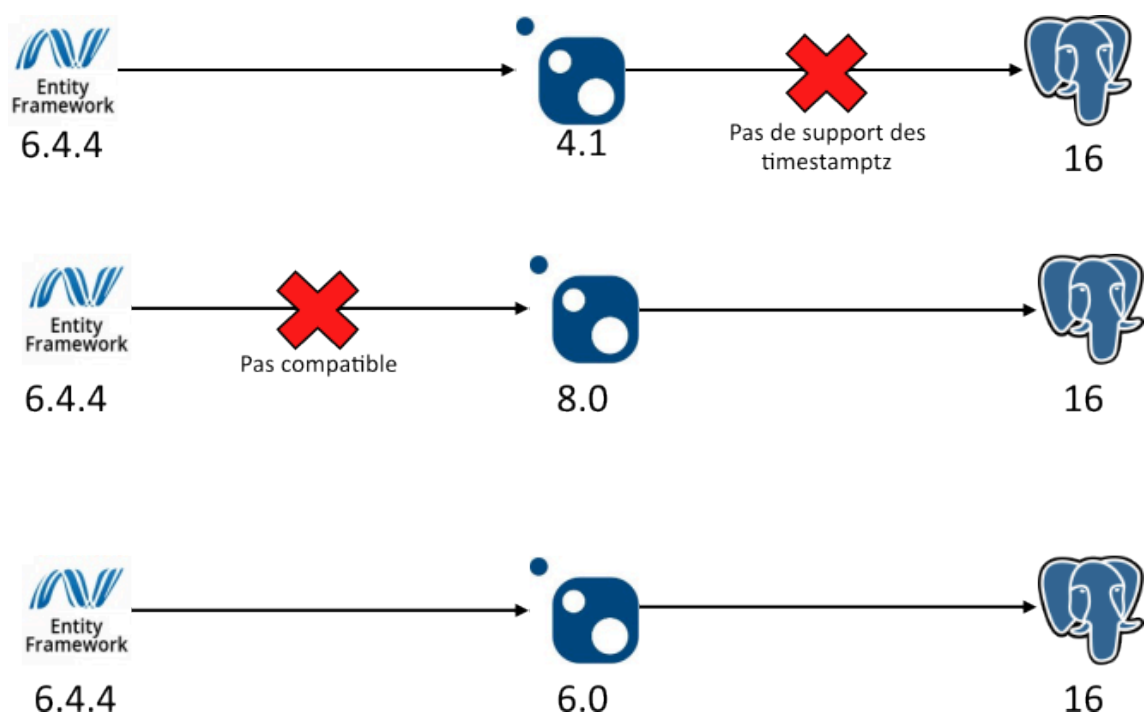 Entity
Framework
6.4.4
4.1
Pas de support des
timestamptz
16
Entity
Framework
Pas compatible
6.4.4
8.0
16
Entity
Framework
6.4.4
6.0
16